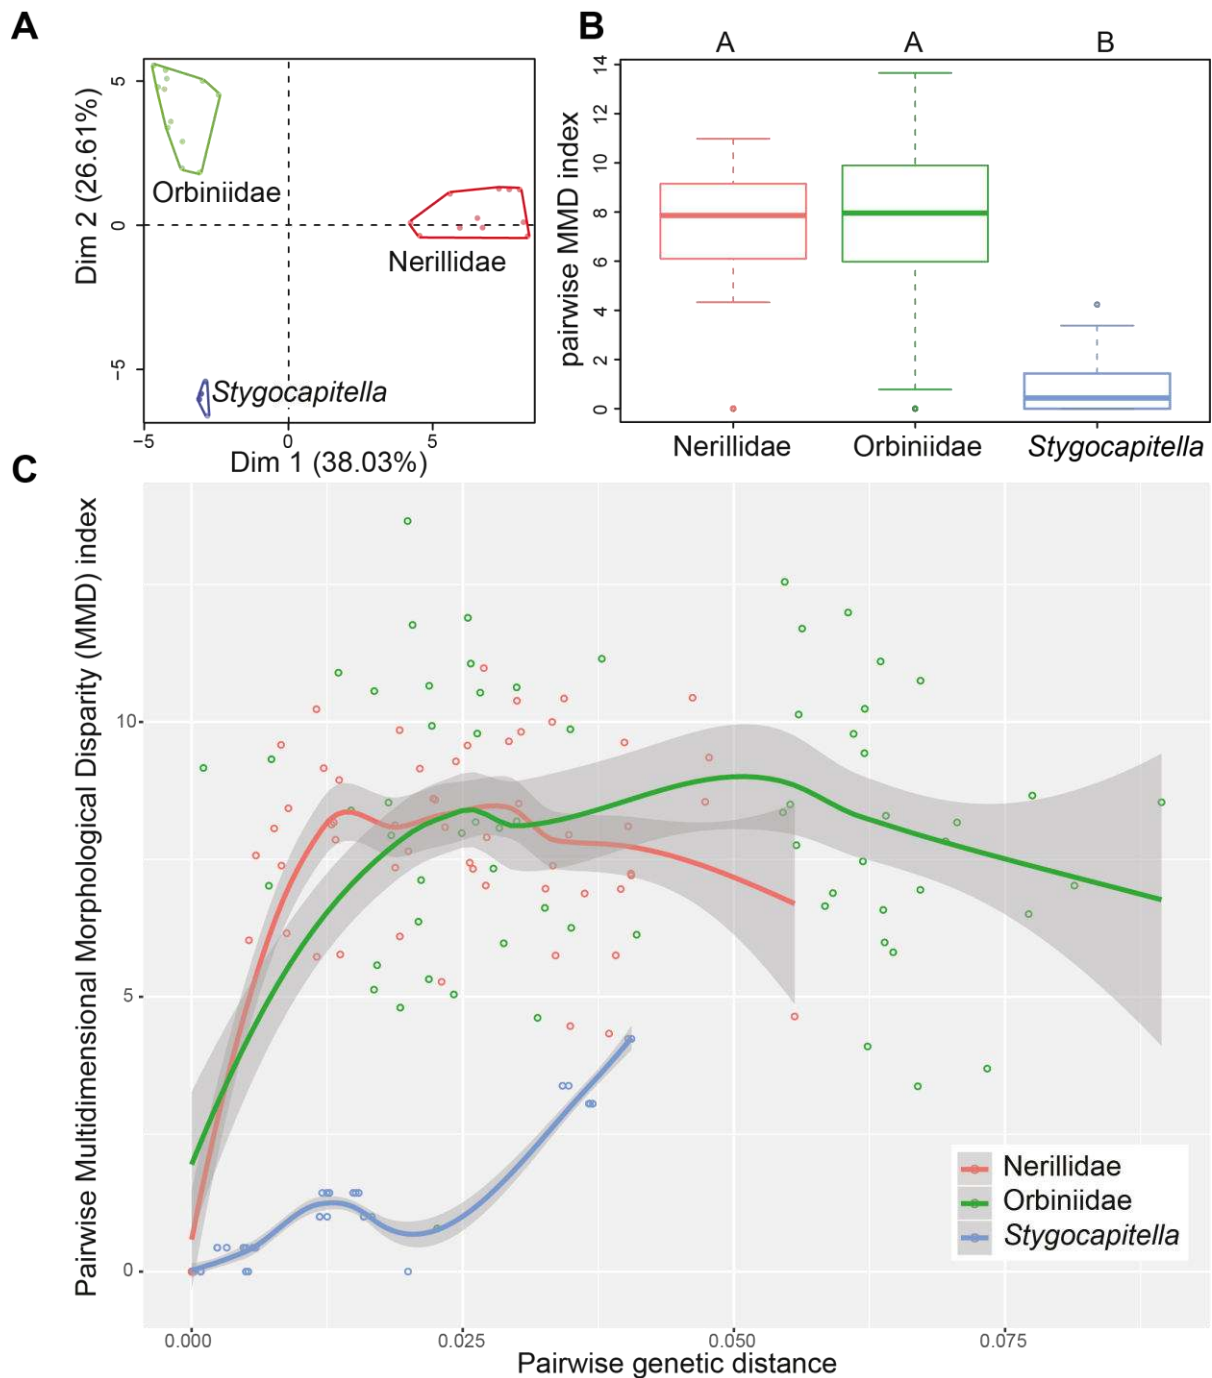 A
5
0
−5
Dim 2 (26.61%)
Orbiniidae
Nerillidae
Stygocapitella
−5
0
5
Dim 1 (38.03%)
B
A
A
B
14
12
10
8
6
4
2
0
pairwise MMD index
Nerillidae
Orbiniidae
Stygocapitella
C
Pairwise Multidimensional Morphological Disparity (MMD) index
10
5
0
Nerillidae
Orbiniidae
Stygocapitella
0.000
0.025
0.050
0.075
Pairwise genetic distance